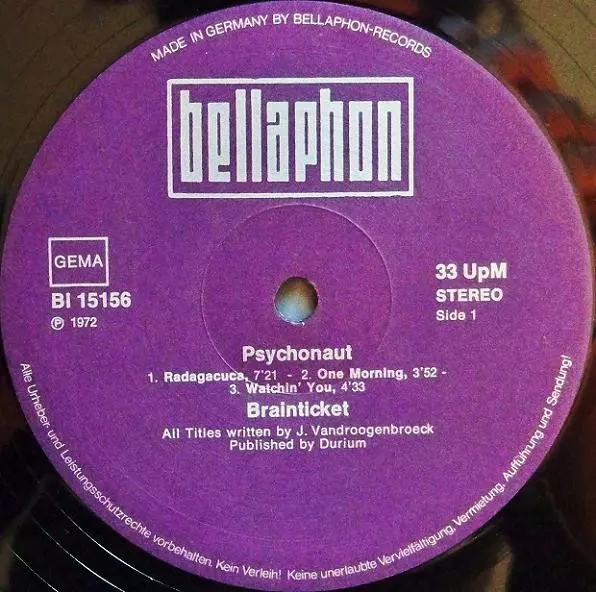 MADE IN GERMANY BY BELLAPHON-RECORDS
bellaphon
GEMA
BI 15156
℗ 1972
33 UpM
STEREO
Side 1
Psychonaut
1. Radagacuca, 7'21 - 2. One Morning, 3'52 -
3. Watchin' You, 4'33
Brainticket
All Titles written by J. Vandroogenbroeck
Published by Durium
Alle Urheber- und Leistungsschutzrechte vorbehalten. Kein Verleih! Keine unerlaubte Vervielfältigung, Vermietung, Aufführung und Sendung!